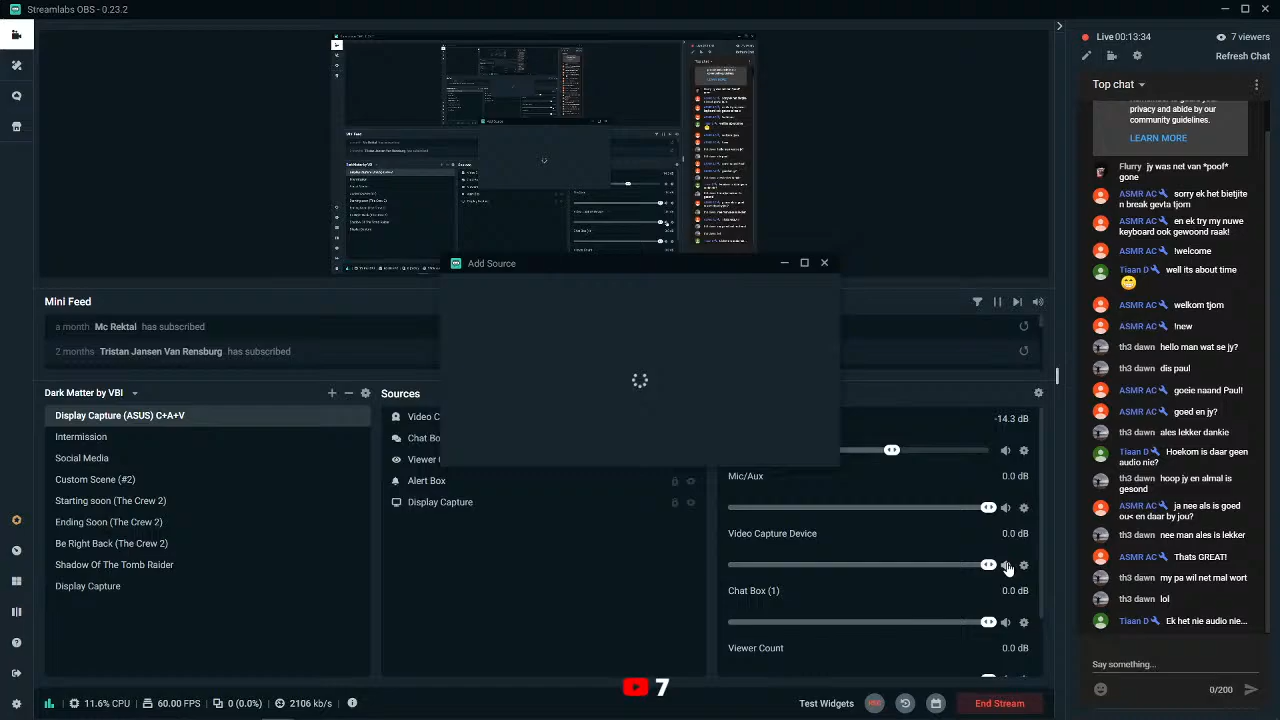 Streamlabs OBS - 0.23.2
Live 00:13:34
7 viewers
Refresh Chat
Top chat
privacy and abide by our
community guidelines.
LEARN MORE
Flurry_ jy was net van *poof*
gone
ASMR AC sorry ek het bietjite
n break gevta tjom
ASMR AC en ek try my new
keyboard ook gewoond raak!
ASMR AC !welcome
Tiaan D well its about time
😁
ASMR AC welkom tjom
ASMR AC !new
th3 dawn hello man wat se jy?
th3 dawn dis paul
ASMR AC goeie naand Paul!
ASMR AC good en jy?
th3 dawn ales lekker dankie
Tiaan D Hoekom is daar geen
audio nie?
th3 dawn hoop jy en almal is
gesond
ASMR AC ja nee als is goed
ou< en daar by jou?
th3 dawn nee nan ales is lekker
ASMR AC Thats GREAT!
th3 dawn my pa wil net mal wort
th3 dawn lol
Tiaan D Ek het nie audio nie...
Say something...
0/200
Add Source
Mini Feed
a month Mc Rektal has subscribed
2 months Tristan Jansen Van Rensburg has subscribed
Dark Matter by VBI
Display Capture (ASUS) C+A+V
Intermission
Social Media
Custom Scene (#2)
Starting soon (The Crew 2)
Ending Soon (The Crew 2)
Be Right Back (The Crew 2)
Shadow Of The Tomb Raider
Display Capture
Sources
Video C
Chat Bo
Viewer C
Alert Box
Display Capture
-14.3 dB
Mic/Aux 0.0 dB
Video Capture Device 0.0 dB
Chat Box (1) 0.0 dB
Viewer Count 0.0 dB
7
11.6% CPU
60.00 FPS
0 (0.0%)
2106 kb/s
Test Widgets
REC
End Stream